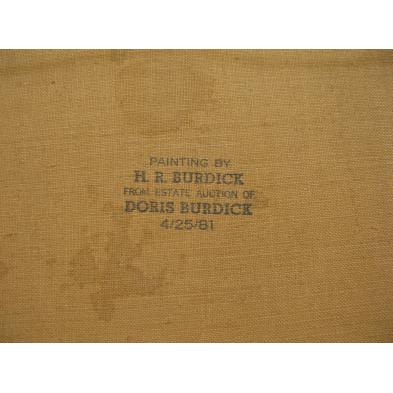 PAINTING BY
H. R. BURDICK
FROM ESTATE AUCTION OF
DORIS BURDICK
4/25/81